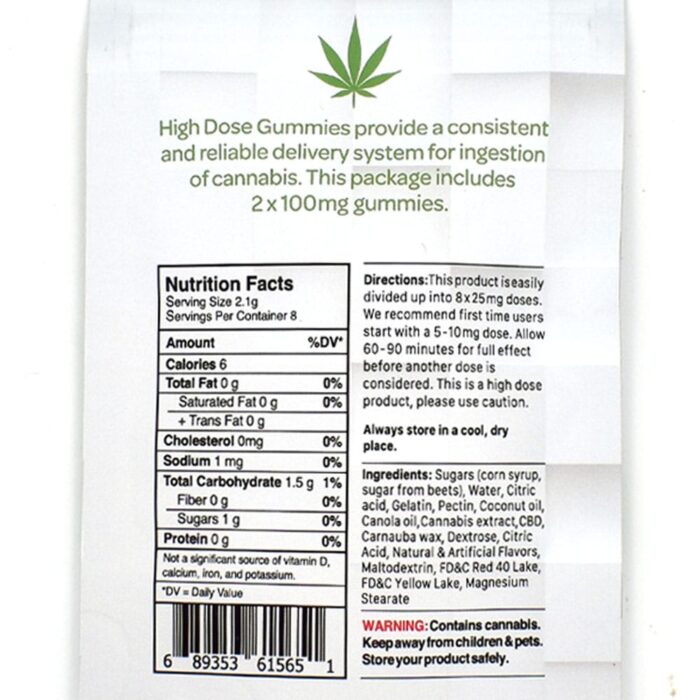 High Dose Gummies provide a consistent
and reliable delivery system for ingestion
of cannabis. This package includes
2 x 100mg gummies.
Nutrition Facts
Serving Size 2.1g
Servings Per Container 8
Amount %DV*
Calories 6
Total Fat 0 g 0%
Saturated Fat 0 g 0%
+ Trans Fat 0 g
Cholesterol 0mg 0%
Sodium 1 mg 0%
Total Carbohydrate 1.5 g 1%
Fiber 0 g 0%
Sugars 1 g 0%
Protein 0 g 0%
Not a significant source of vitamin D,
calcium, iron, and potassium.
*DV = Daily Value
6 89353 61565 1
Directions:This product is easily
divided up into 8x25mg doses.
We recommend first time users
start with a 5-10mg dose. Allow
60-90 minutes for full effect
before another dose is
considered. This is a high dose
product, please use caution.
Always store in a cool, dry
place.
Ingredients: Sugars (corn syrup,
sugar from beets), Water, Citric
acid, Gelatin, Pectin, Coconut oil,
Canola oil,Cannabis extract,CBD,
Carnauba wax, Dextrose, Citric
Acid, Natural & Artificial Flavors,
Maltodextrin, FD&C Red 40 Lake,
FD&C Yellow Lake, Magnesium
Stearate
WARNING: Contains cannabis.
Keep away from children & pets.
Store your product safely.